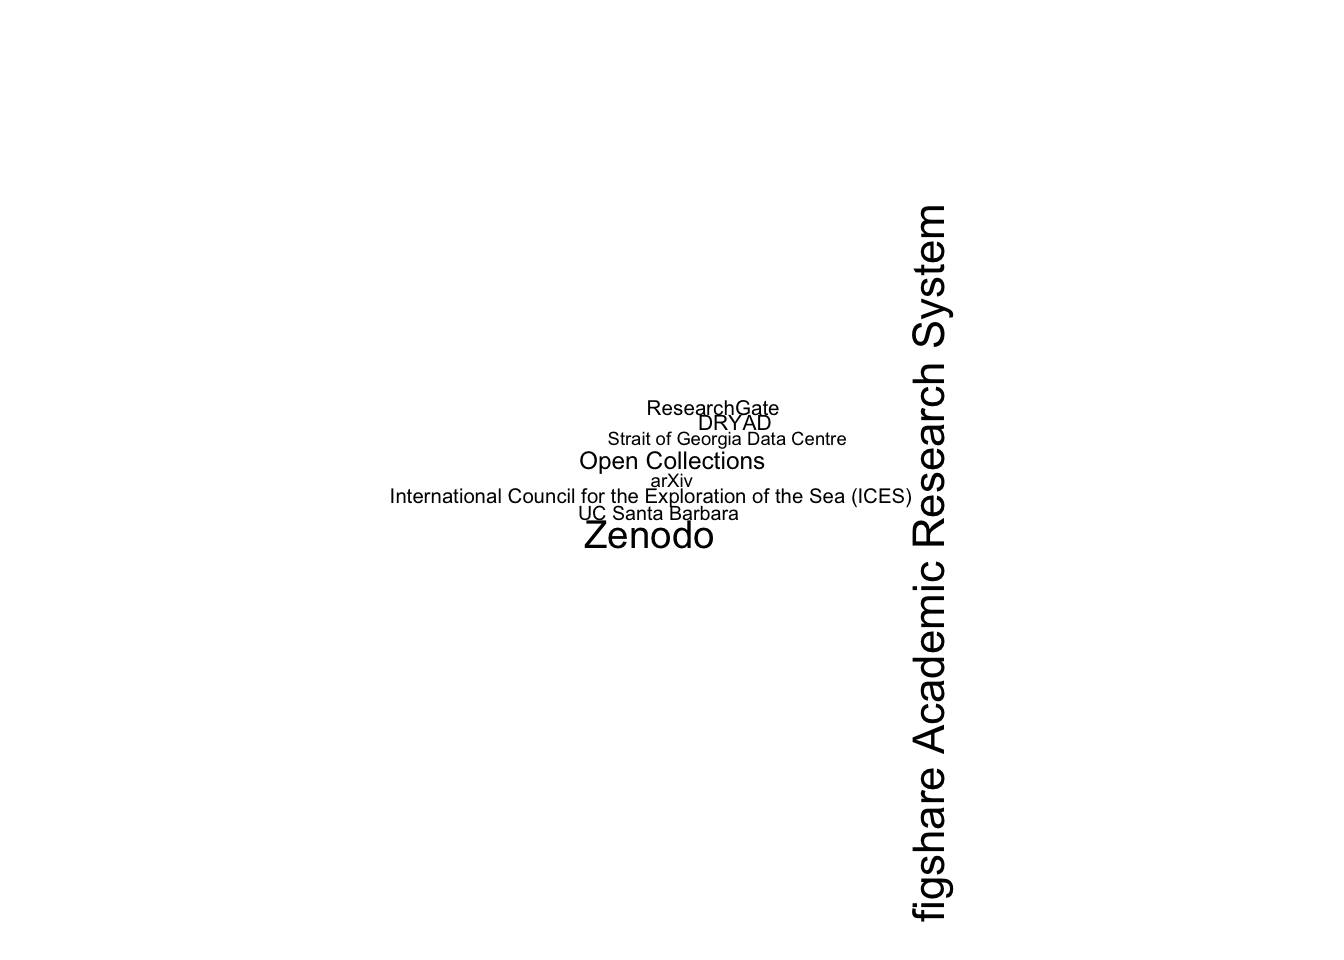 ResearchGate
DRYAD
Strait of Georgia Data Centre
Open Collections
arXiv
International Council for the Exploration of the Sea (ICES)
UC Santa Barbara
Zenodo
figshare Academic Research System